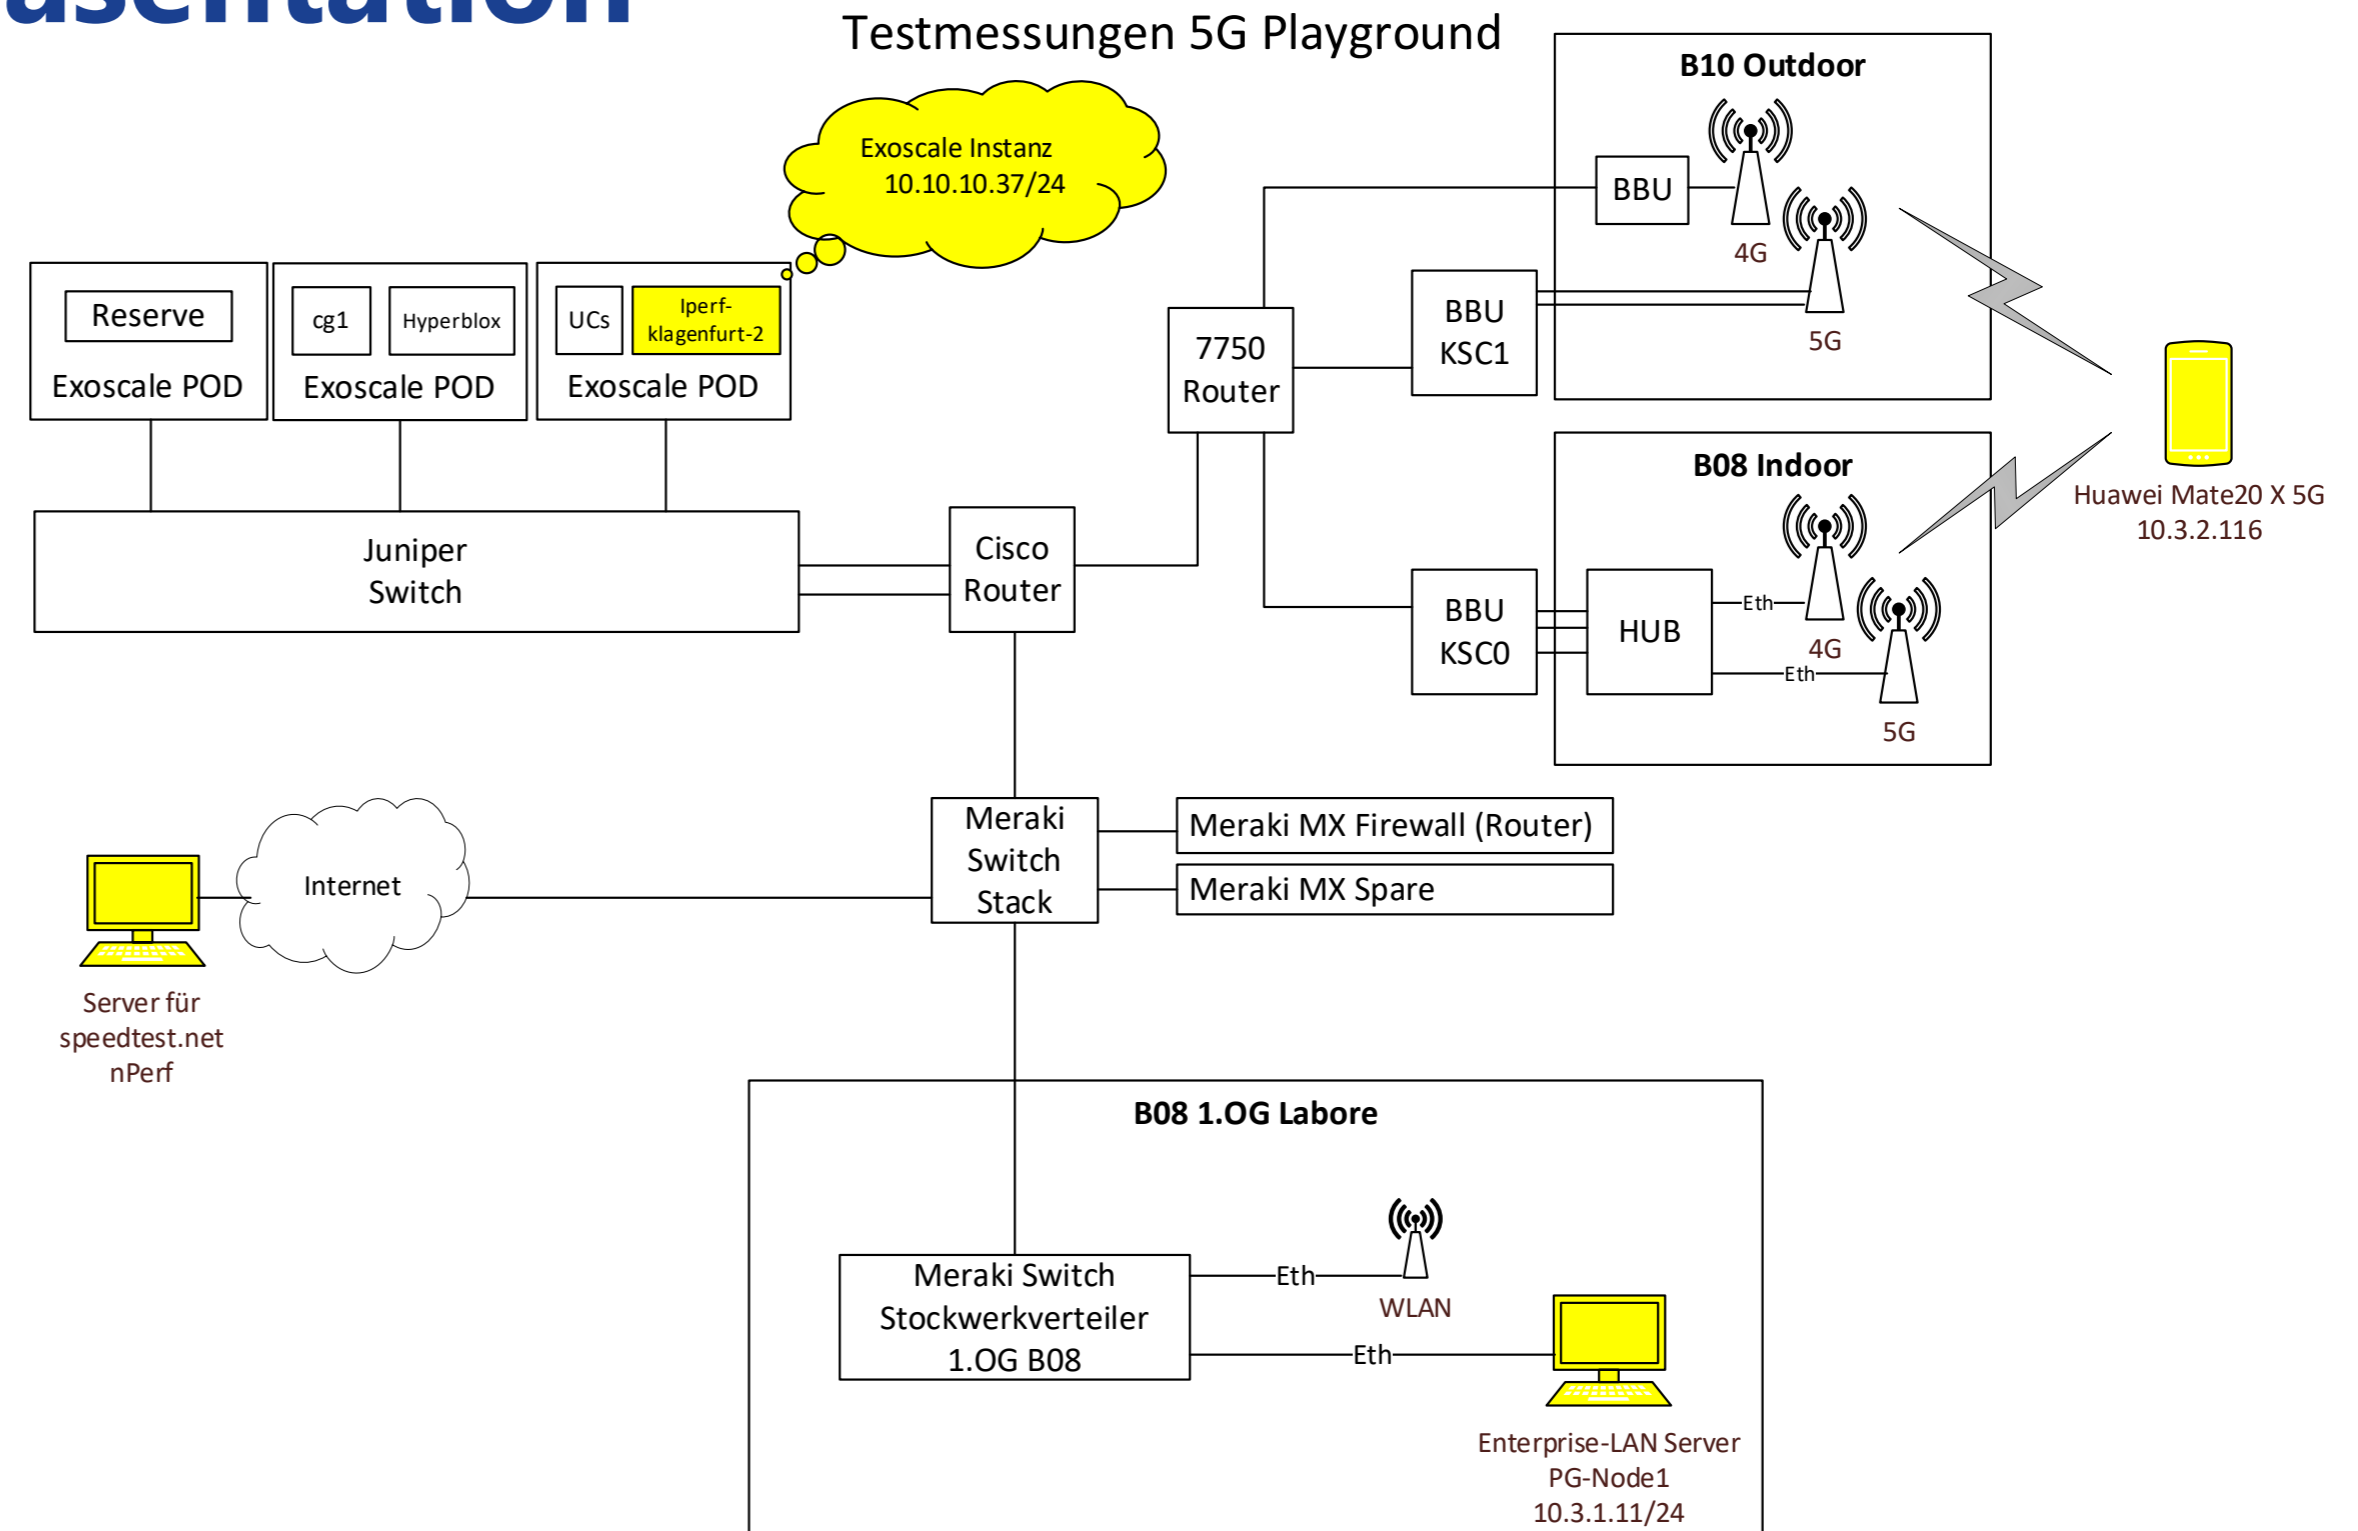 äsentation
Testmessungen 5G Playground
B10 Outdoor
Exoscale Instanz
10.10.10.37/24
BBU
4G
5G
Reserve
Exoscale POD
cg1
Hyperblox
Exoscale POD
UCs
Iperf-
klagenfurt-2
Exoscale POD
7750
Router
BBU
KSC1
B08 Indoor
Huawei Mate20 X 5G
10.3.2.116
Juniper
Switch
Cisco
Router
BBU
KSC0
HUB
Eth
4G
Eth
5G
Meraki
Switch
Stack
Meraki MX Firewall (Router)
Meraki MX Spare
Internet
Server für
speedtest.net
nPerf
B08 1.OG Labore
Meraki Switch
Stockwerkverteiler
1.OG B08
Eth
WLAN
Eth
Enterprise-LAN Server
PG-Node1
10.3.1.11/24